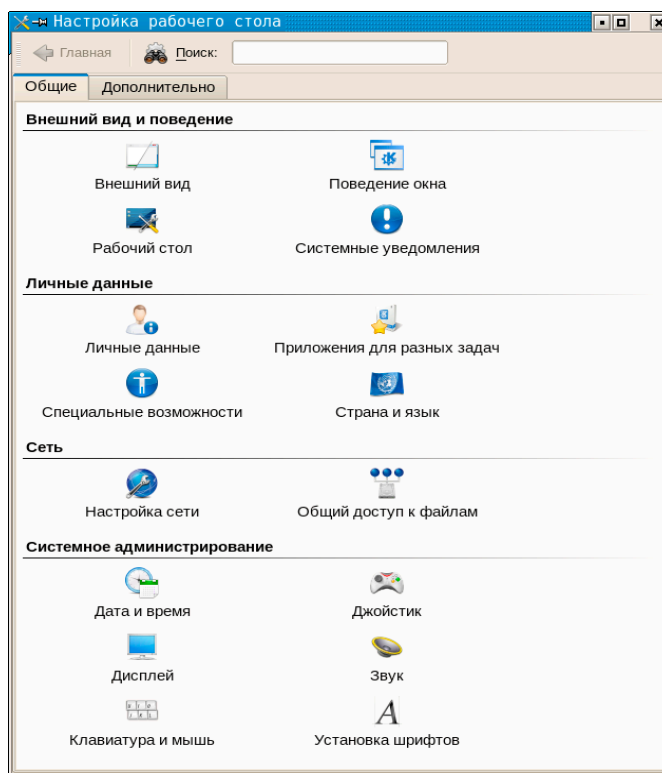 Настройка рабочего стола
Главная Поиск:
Общие Дополнительно
Внешний вид и поведение
Внешний вид Поведение окна
Рабочий стол Системные уведомления
Личные данные
Личные данные Приложения для разных задач
Специальные возможности Страна и язык
Сеть
Настройка сети Общий доступ к файлам
Системное администрирование
Дата и время Джойстик
Дисплей Звук
Клавиатура и мышь Установка шрифтов